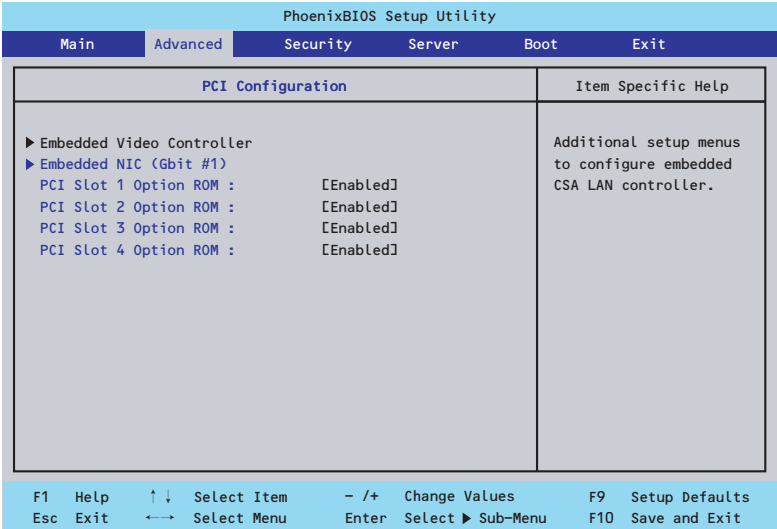 PhoenixBIOS Setup Utility
Main Advanced Security Server Boot Exit
PCI Configuration
Item Specific Help
▶ Embedded Video Controller
▶ Embedded NIC (Gbit #1)
PCI Slot 1 Option ROM : [Enabled]
PCI Slot 2 Option ROM : [Enabled]
PCI Slot 3 Option ROM : [Enabled]
PCI Slot 4 Option ROM : [Enabled]
Additional setup menus
to configure embedded
CSA LAN controller.
F1 Help ↑↓ Select Item - /+ Change Values F9 Setup Defaults
Esc Exit ←→ Select Menu Enter Select ▶ Sub-Menu F10 Save and Exit